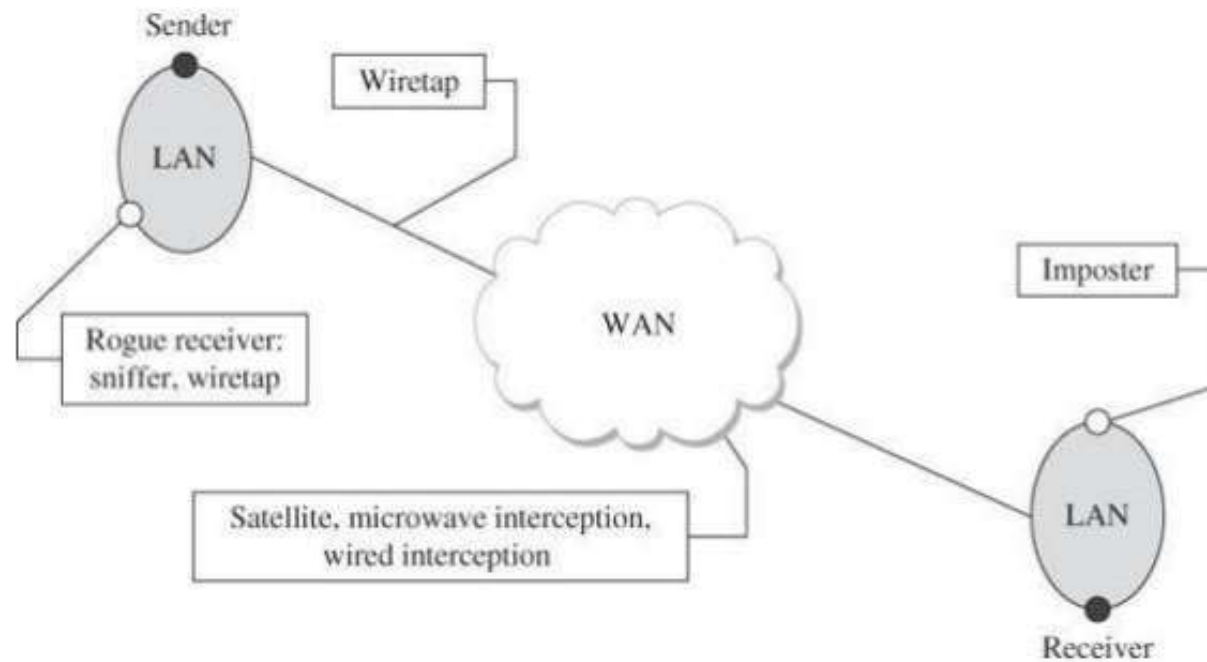 Sender
Wiretap
LAN
Imposter
WAN
Rogue receiver:
sniffer, wiretap
Satellite, microwave interception,
wired interception
LAN
Receiver